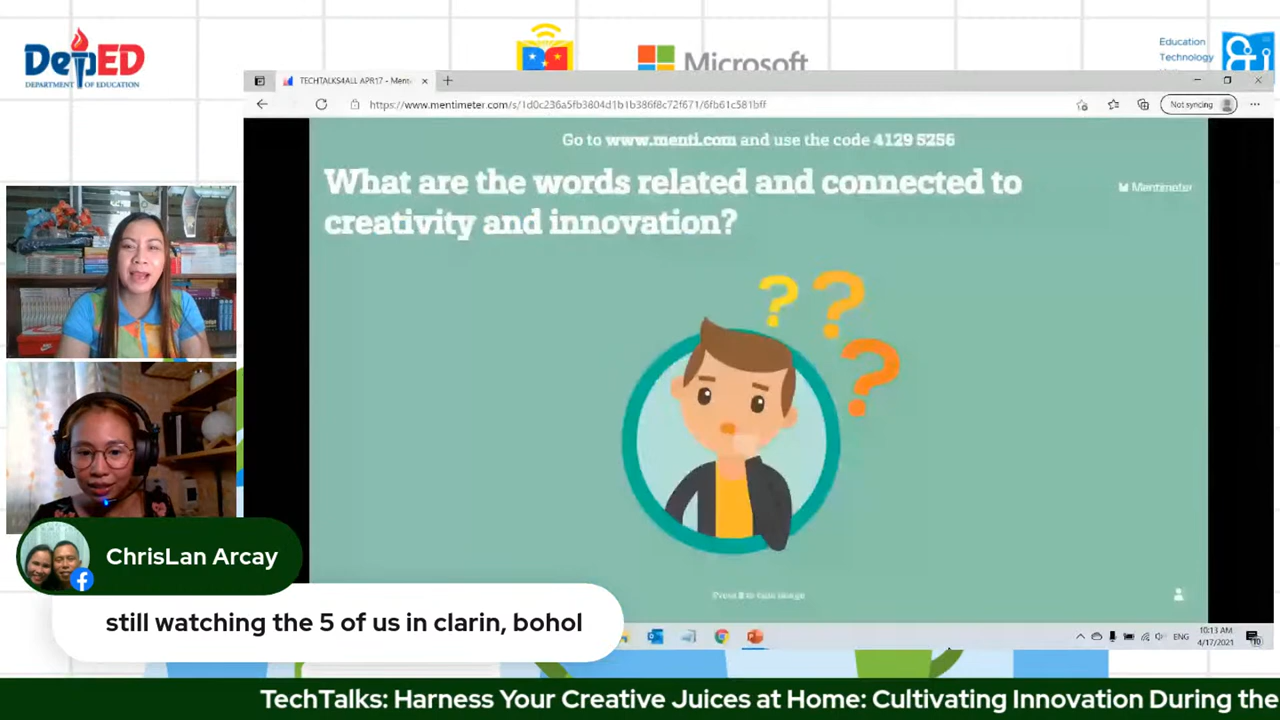 DepED
DEPARTMENT OF EDUCATION
Microsoft
Education
Technology
TECHTALKS4ALL APR17 - Menti
https://www.mentimeter.com/s/1d0c236a5fb3804d1b1b386f8c72f671/6fb61c581bff
Not syncing
Go to www.menti.com and use the code 4129 5256
What are the words related and connected to
creativity and innovation?
Mentimeter
ChrisLan Arcay
still watching the 5 of us in clarin, bohol
ENG
10:13 AM
4/17/2021
TechTalks: Harness Your Creative Juices at Home: Cultivating Innovation During the